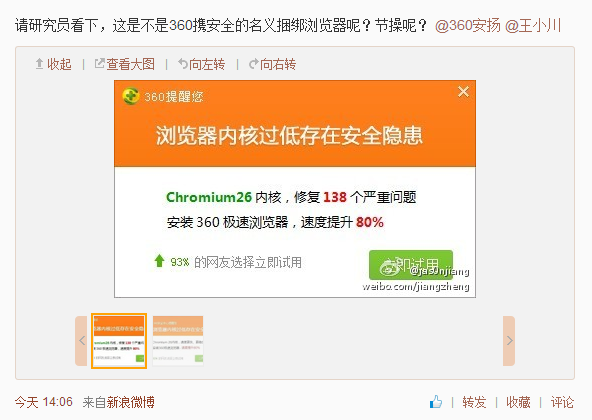 请研究员看下，这是不是360携安全的名义捆绑浏览器呢？节操呢？ @360安扬 @王小川
收起 | 查看大图 | 向左转 | 向右转
360提醒您
浏览器内核过低存在安全隐患
Chromium26 内核，修复 138 个严重问题
安装 360 极速浏览器，速度提升 80%
93% 的网友选择立即试用
立即试用
@jasonjiang
weibo.com/jiangzheng
今天 14:06 来自新浪微博
| 转发 | 收藏 | 评论